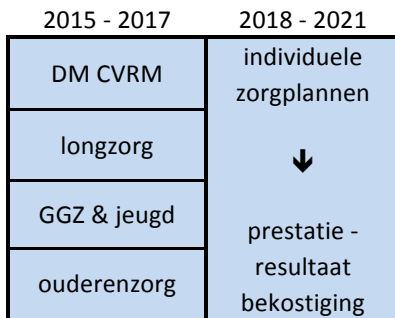 2015 - 2017
2018 - 2021
DM CVRM
longzorg
GGZ & jeugd
ouderenzorg
individuele
zorgplannen
↓
prestatie -
resultaat
bekostiging